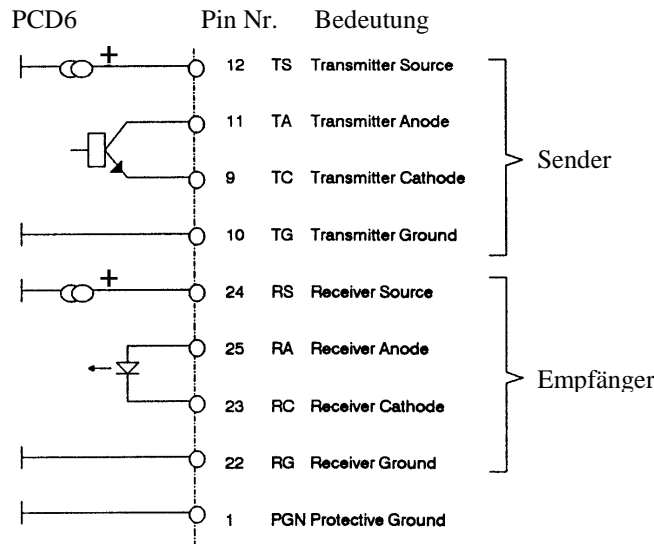 PCD6 Pin Nr. Bedeutung
+ 12 TS Transmitter Source
11 TA Transmitter Anode
Sender
9 TC Transmitter Cathode
10 TG Transmitter Ground
+ 24 RS Receiver Source
25 RA Receiver Anode
Empfänger
23 RC Receiver Cathode
22 RG Receiver Ground
1 PGN Protective Ground